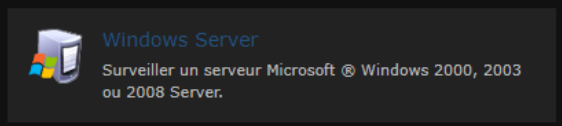 Windows Server
Surveiller un serveur Microsoft ® Windows 2000, 2003
ou 2008 Server.